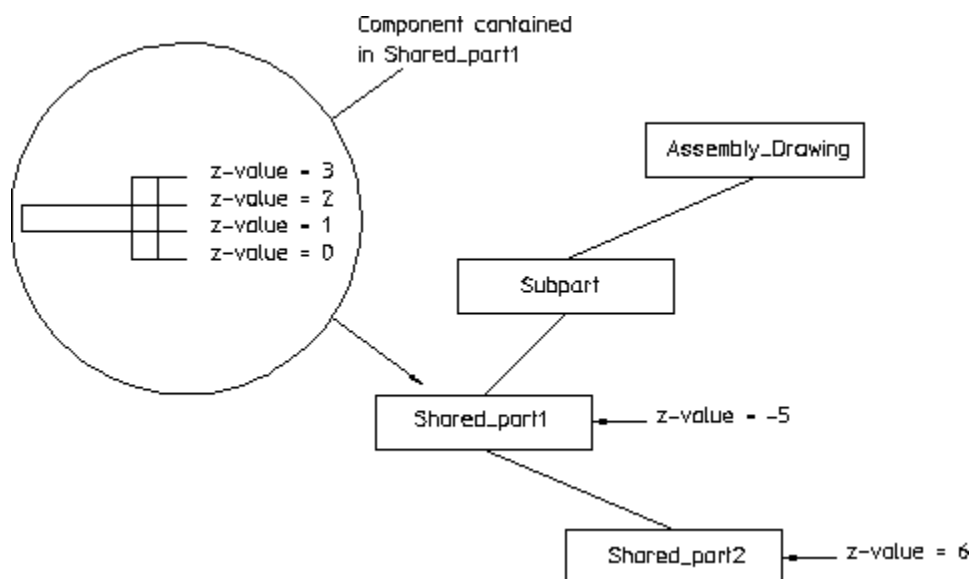 Component contained
in Shared_part1
Assembly_Drawing
z-value = 3
z-value = 2
z-value = 1
z-value = 0
Subpart
Shared_part1
z-value = -5
Shared_part2
z-value = 6